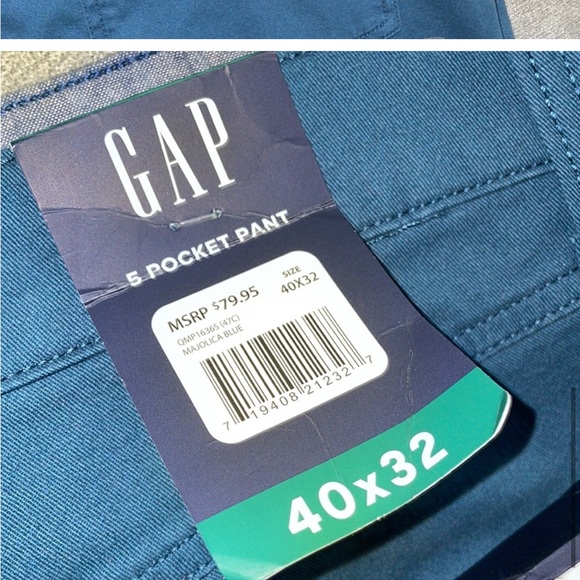 GAP
5 POCKET PANT
MSRP $79.95
SIZE
40X32
QMP16365 (47C)
MAJOLICA BLUE
7 19408 21232 7
40x32